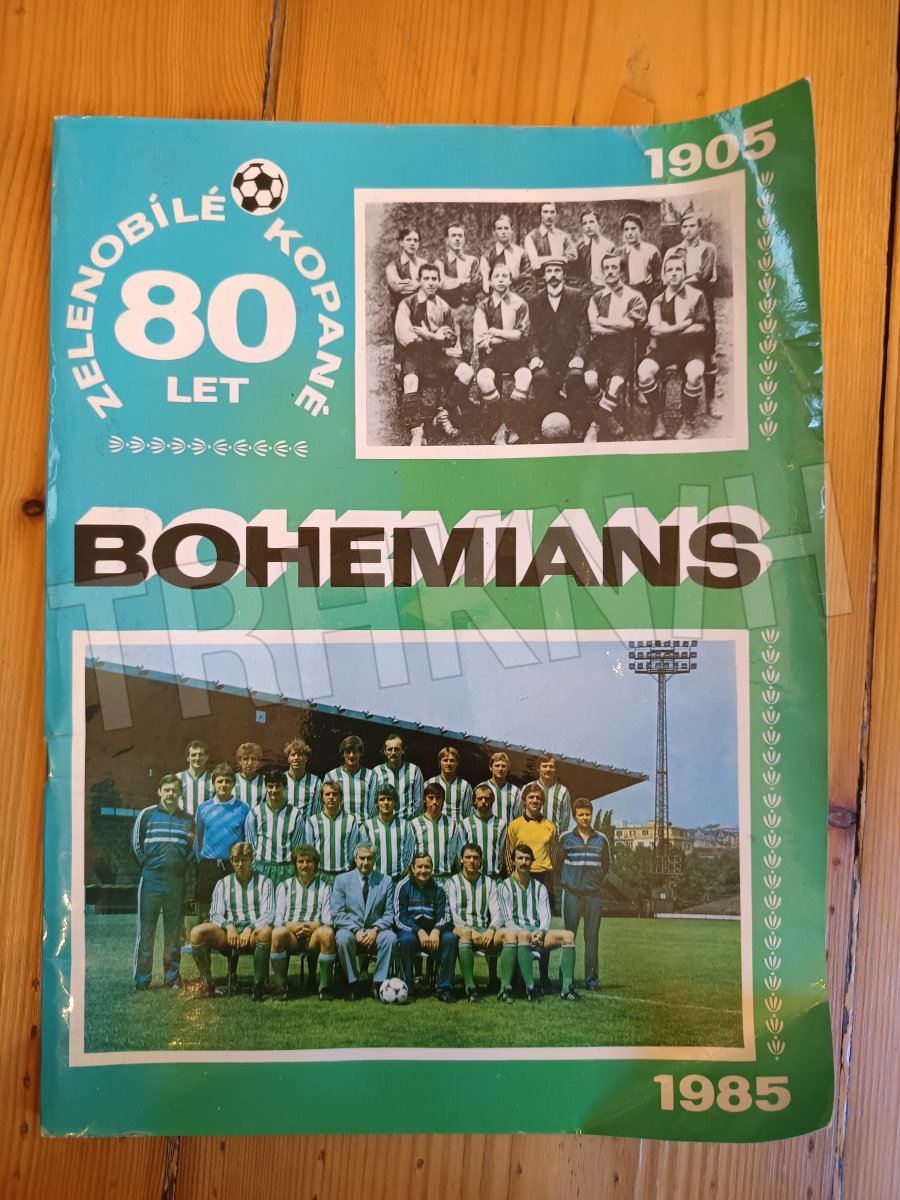 1905
ZELENOBÍLÉ KOPANÉ
80
LET
BOHEMIANS
TRHKNIH
1985